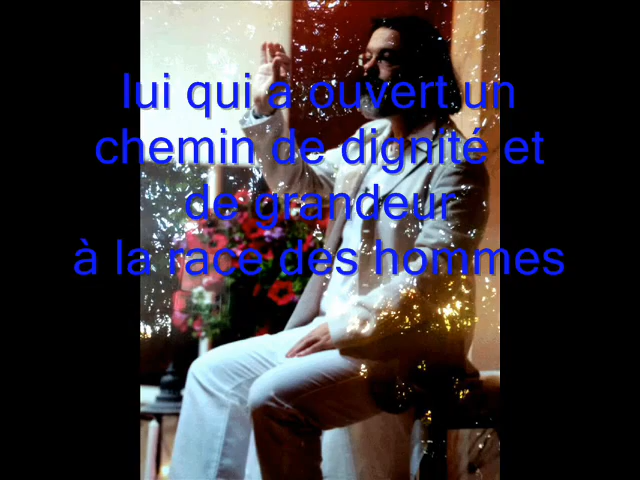 lui qui a ouvert un
chemin de dignité et
de grandeur
à la race des hommes